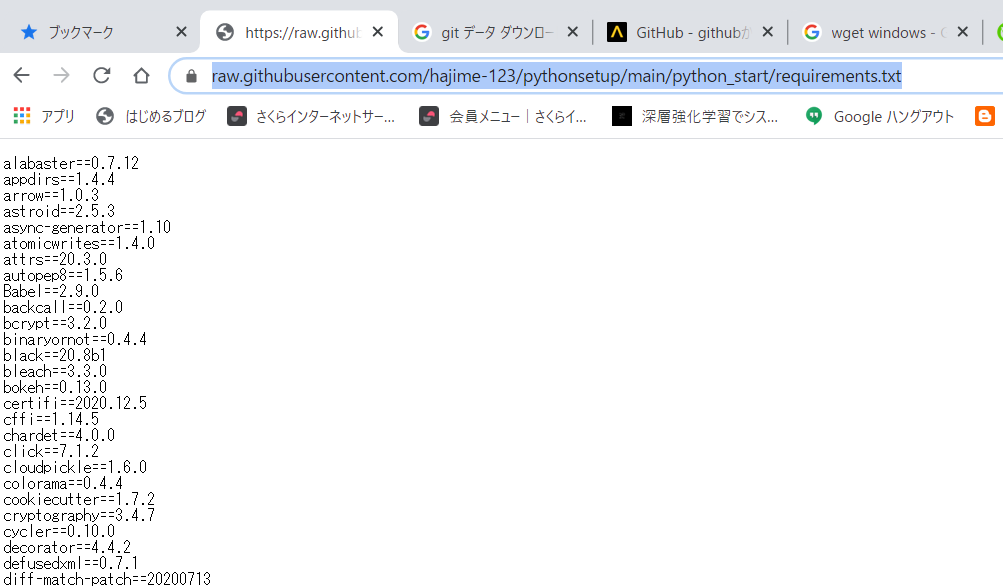 ブックマーク
https://raw.githul
git データ ダウンロー
GitHub - githubか
wget windows - G
raw.githubusercontent.com/hajime-123/pythonsetup/main/python_start/requirements.txt
アプリ
はじめるブログ
さくらインターネットサー...
会員メニュー｜さくらイ...
深層強化学習でシス...
Google ハングアウト
alabaster==0.7.12
appdirs==1.4.4
arrow==1.0.3
astroid==2.5.3
async-generator==1.10
atomicwrites==1.4.0
attrs==20.3.0
autopep8==1.5.6
Babel==2.9.0
backcall==0.2.0
bcrypt==3.2.0
binaryornot==0.4.4
black==20.8b1
bleach==3.3.0
bokeh==0.13.0
certifi==2020.12.5
cffi==1.14.5
chardet==4.0.0
click==7.1.2
cloudpickle==1.6.0
colorama==0.4.4
cookiecutter==1.7.2
cryptography==3.4.7
cycler==0.10.0
decorator==4.4.2
defusedxml==0.7.1
diff-match-patch==20200713